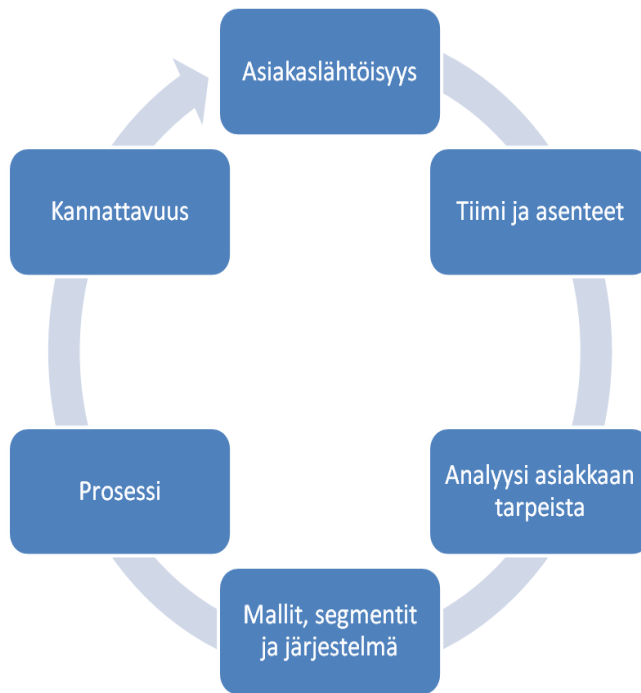 Asiakaslähtöisyys
Tiimi ja asenteet
Analyysi asiakkaan
tarpeista
Mallit, segmentit
ja järjestelmä
Prosessi
Kannattavuus